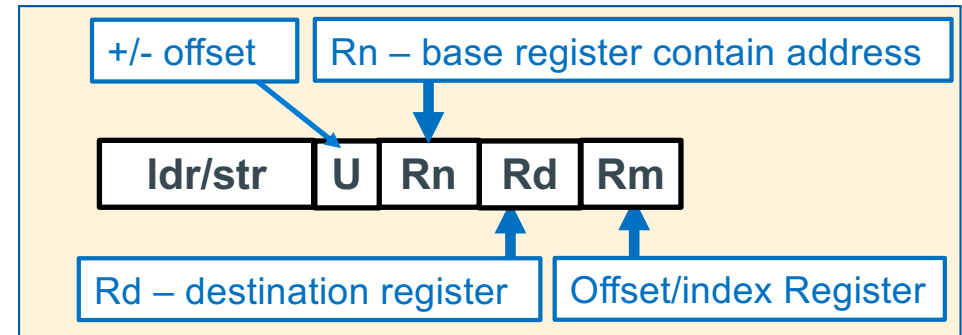 +/- offset
Rn – base register contain address
ldr/str U Rn Rd Rm
Rd – destination register
Offset/index Register